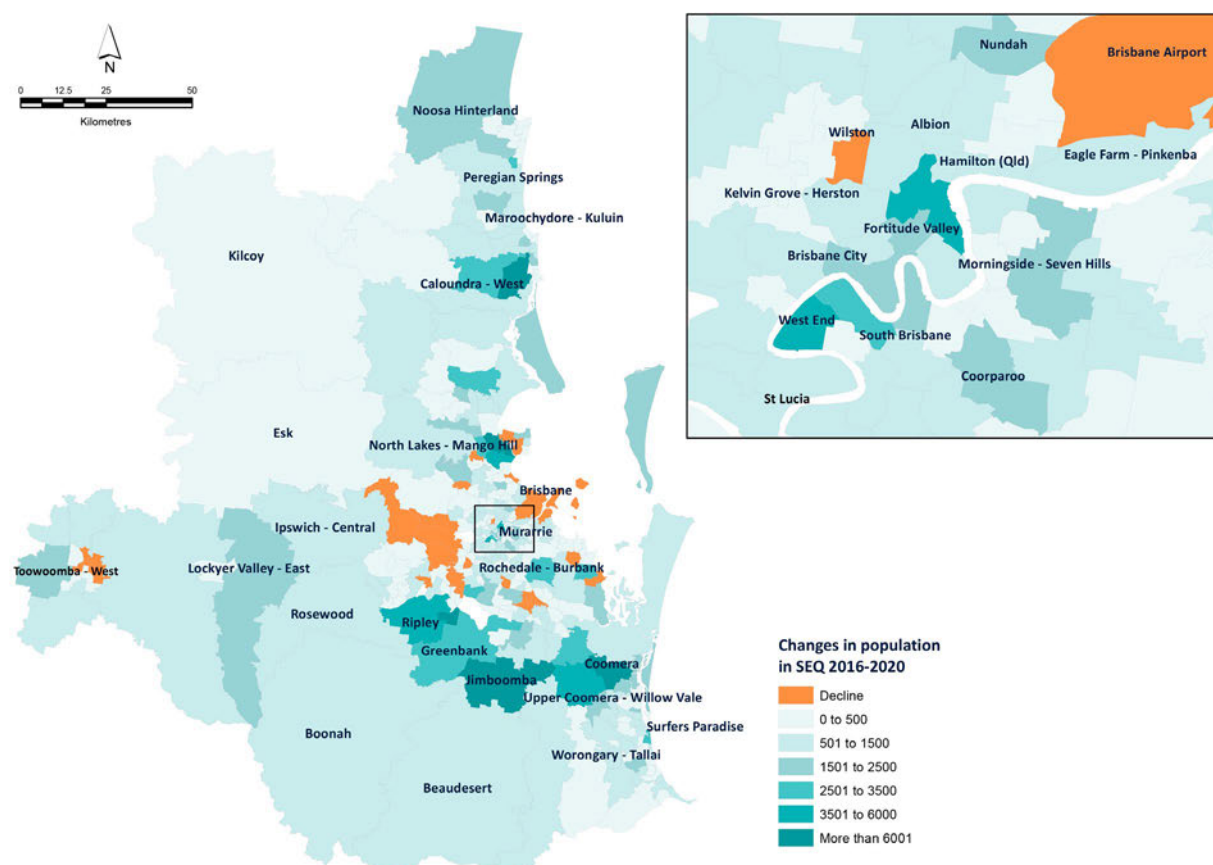 N
0 12.5 25 50
Kilometres
Noosa Hinterland
Peregian Springs
Maroochydore - Kuluin
Kilcoy
Caloundra - West
Esk
North Lakes - Mango Hill
Brisbane
Ipswich - Central
Murarrie
Toowoomba - West
Lockyer Valley - East
Rochedale - Burbank
Rosewood
Ripley
Greenbank
Coomera
Jimboomba
Upper Coomera - Willow Vale
Surfers Paradise
Boonah
Worongary - Tallai
Beaudesert
Nundah
Brisbane Airport
Wilston
Albion
Hamilton (Qld)
Eagle Farm - Pinkenba
Kelvin Grove - Herston
Fortitude Valley
Brisbane City
Morningside - Seven Hills
West End
South Brisbane
Coorparoo
St Lucia
Changes in population
in SEQ 2016-2020
Decline
0 to 500
501 to 1500
1501 to 2500
2501 to 3500
3501 to 6000
More than 6001